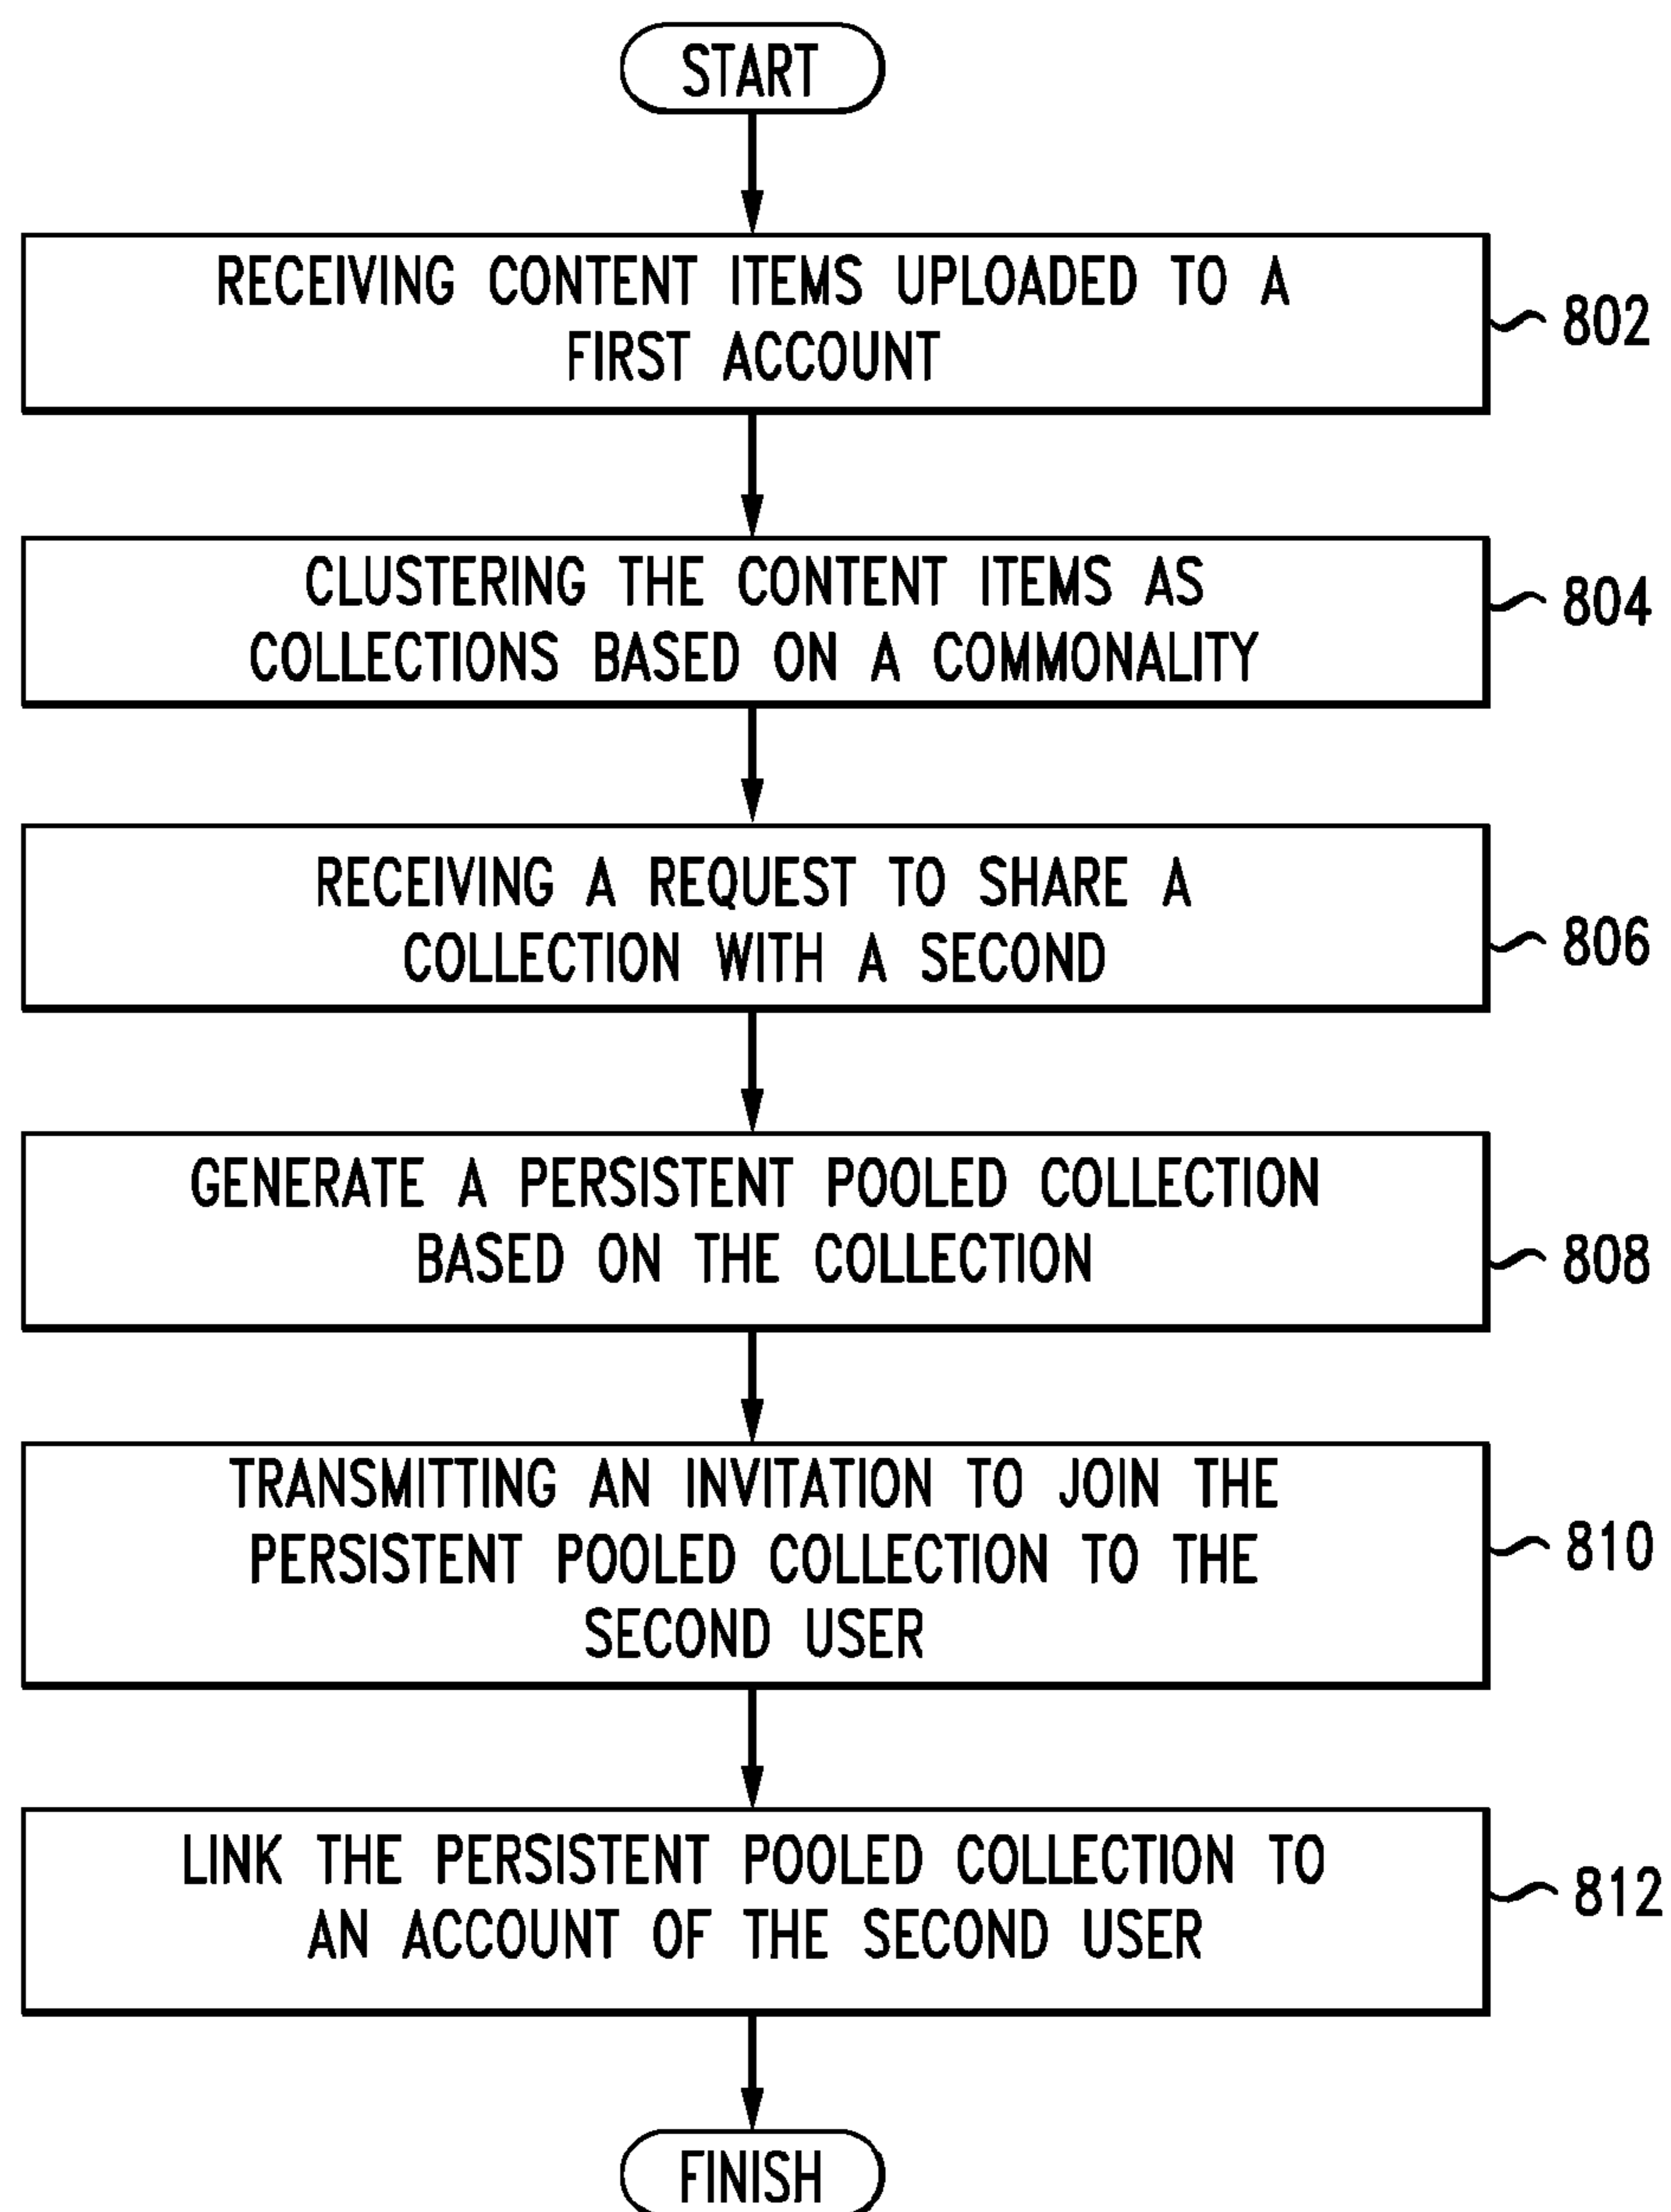 START
RECEIVING CONTENT ITEMS UPLOADED TO A
FIRST ACCOUNT
802
CLUSTERING THE CONTENT ITEMS AS
COLLECTIONS BASED ON A COMMONALITY
804
RECEIVING A REQUEST TO SHARE A
COLLECTION WITH A SECOND
806
GENERATE A PERSISTENT POOLED COLLECTION
BASED ON THE COLLECTION
808
TRANSMITTING AN INVITATION TO JOIN THE
PERSISTENT POOLED COLLECTION TO THE
SECOND USER
810
LINK THE PERSISTENT POOLED COLLECTION TO
AN ACCOUNT OF THE SECOND USER
812
FINISH